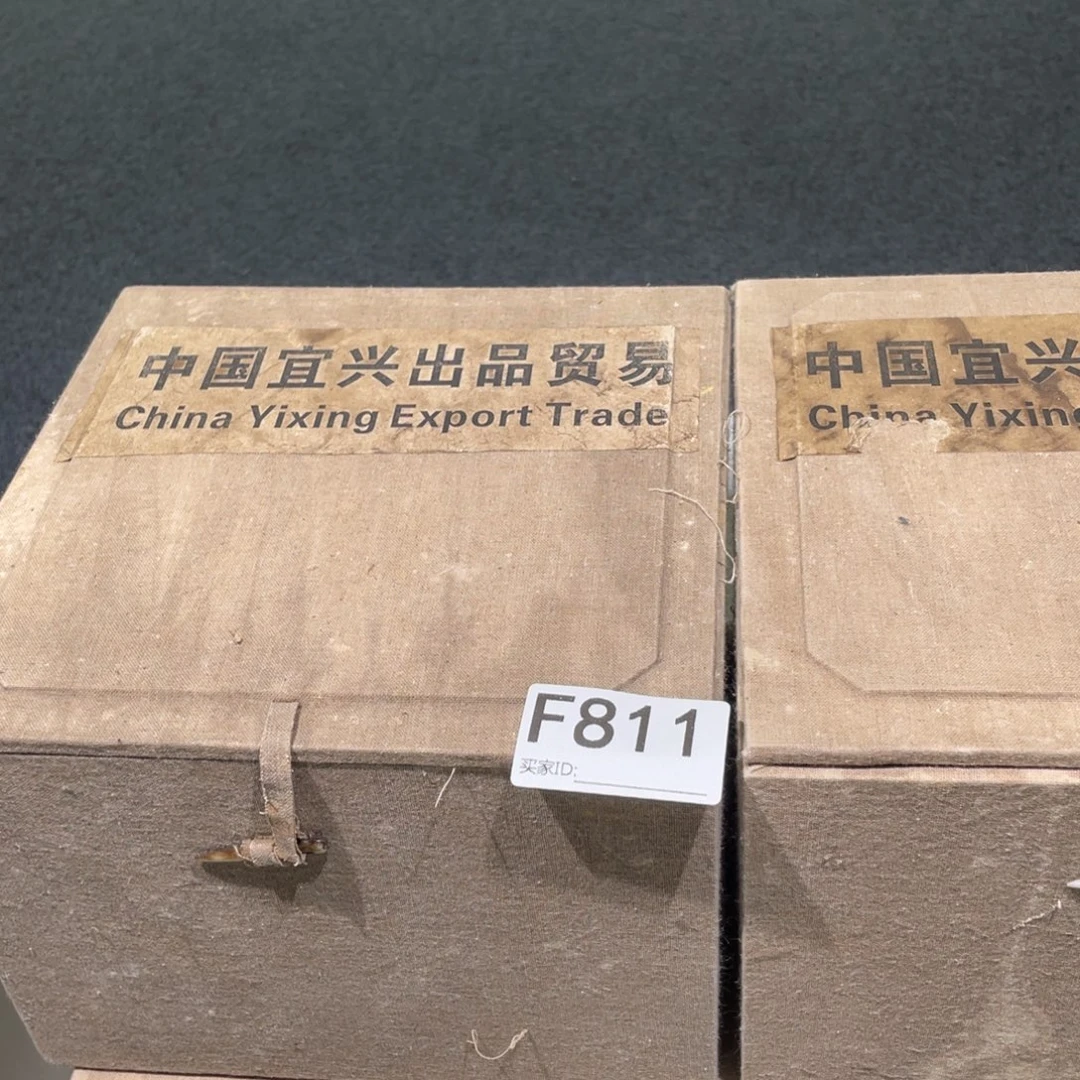 中国宜兴出品贸易
China Yixing Export Trade
中国宜兴
China Yixing
F811
买家ID: